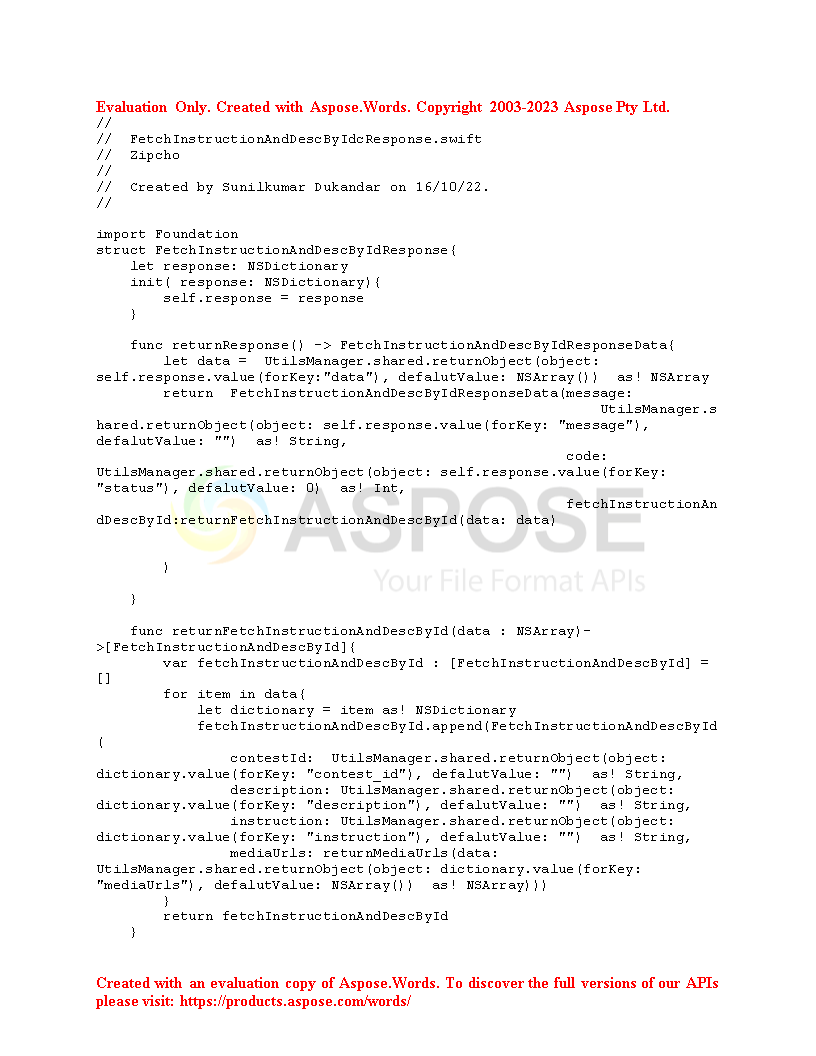 Evaluation Only. Created with Aspose.Words. Copyright 2003-2023 Aspose Pty Ltd.
//
//  FetchInstructionAndDescByIdcResponse.swift
//  Zipcho
//
//  Created by Sunilkumar Dukandar on 16/10/22.
//
import Foundation
struct FetchInstructionAndDescByIdResponse{
    let response: NSDictionary
    init( response: NSDictionary){
        self.response = response
    }
    func returnResponse() -> FetchInstructionAndDescByIdResponseData{
        let data =  UtilsManager.shared.returnObject(object:
self.response.value(forKey:"data"), defalutValue: NSArray())  as! NSArray
        return  FetchInstructionAndDescByIdResponseData(message:
                                                            UtilsManager.s
hared.returnObject(object: self.response.value(forKey: "message"),
defalutValue: "")  as! String,
                                                        code:
UtilsManager.shared.returnObject(object: self.response.value(forKey:
"status"), defalutValue: 0)  as! Int,
                                                        fetchInstructionAn
dDescById:returnFetchInstructionAndDescById(data: data)
ASPOSE
Your File Format APIs
        )
    }
    func returnFetchInstructionAndDescById(data : NSArray)-
>[FetchInstructionAndDescById]{
        var fetchInstructionAndDescById : [FetchInstructionAndDescById] =
[]
        for item in data{
            let dictionary = item as! NSDictionary
            fetchInstructionAndDescById.append(FetchInstructionAndDescById
(
                contestId:  UtilsManager.shared.returnObject(object:
dictionary.value(forKey: "contest_id"), defalutValue: "")  as! String,
                description: UtilsManager.shared.returnObject(object:
dictionary.value(forKey: "description"), defalutValue: "")  as! String,
                instruction: UtilsManager.shared.returnObject(object:
dictionary.value(forKey: "instruction"), defalutValue: "")  as! String,
                mediaUrls: returnMediaUrls(data:
UtilsManager.shared.returnObject(object: dictionary.value(forKey:
"mediaUrls"), defalutValue: NSArray())  as! NSArray)))
        }
        return fetchInstructionAndDescById
    }
Created with an evaluation copy of Aspose.Words. To discover the full versions of our APIs
please visit: https://products.aspose.com/words/